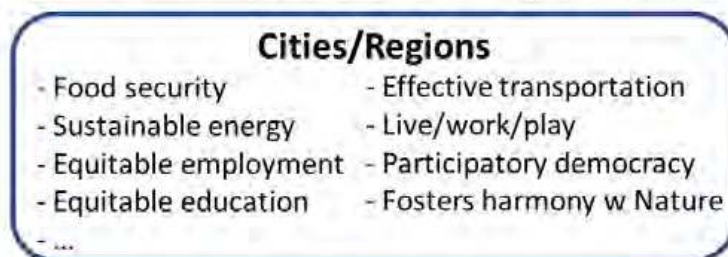 Cities/Regions
- Food security
- Sustainable energy
- Equitable employment
- Equitable education
- ...
- Effective transportation
- Live/work/play
- Participatory democracy
- Fosters harmony w Nature